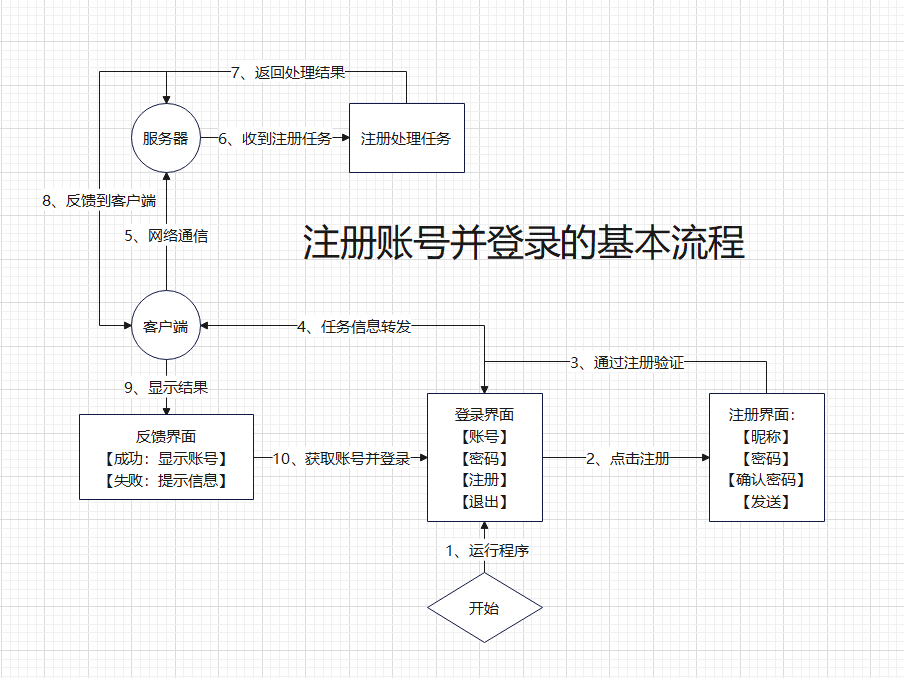 7、返回处理结果
服务器
6、收到注册任务
注册处理任务
8、反馈到客户端
5、网络通信
注册账号并登录的基本流程
客户端
4、任务信息转发
3、通过注册验证
9、显示结果
反馈界面
【成功：显示账号】
【失败：提示信息】
10、获取账号并登录
登录界面
【账号】
【密码】
【注册】
【退出】
2、点击注册
注册界面：
【昵称】
【密码】
【确认密码】
【发送】
1、运行程序
开始